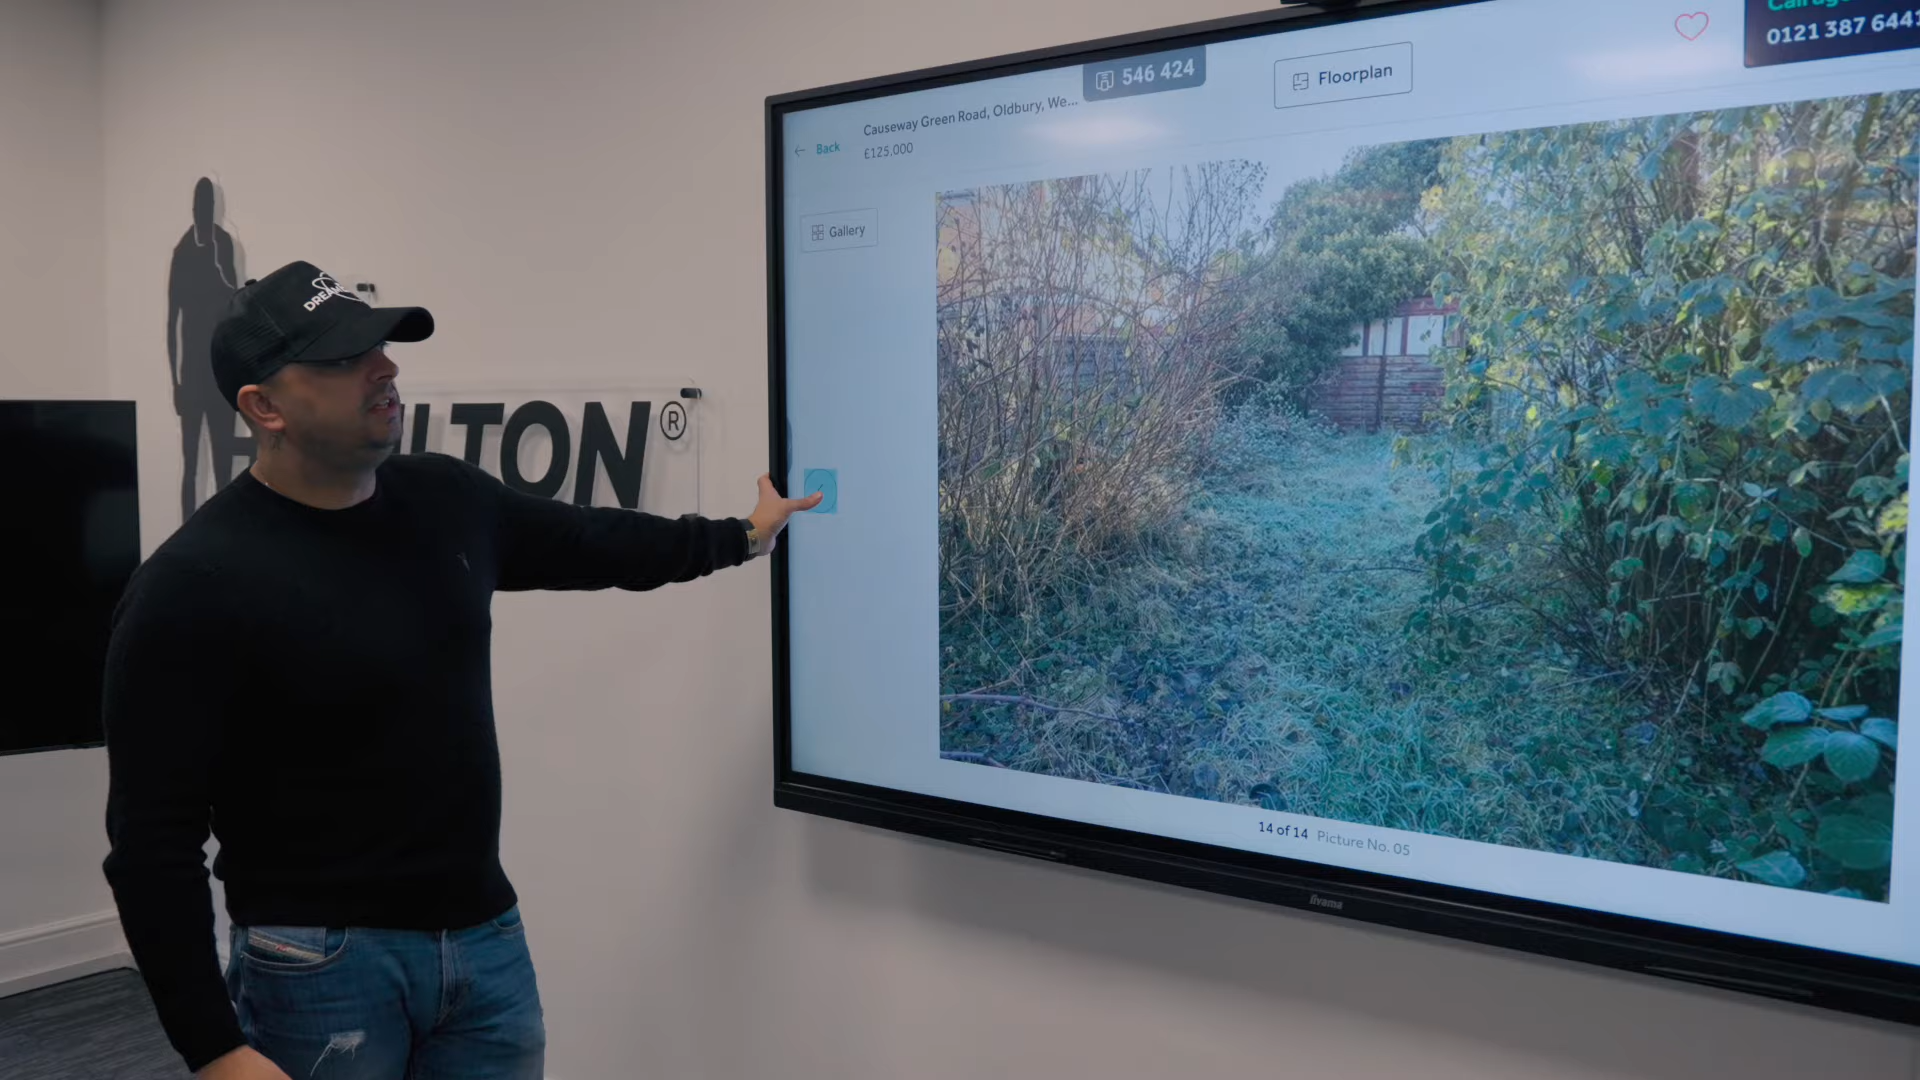 0121 387 644
546 424
Floorplan
Causeway Green Road, Oldbury, We...
← Back
£125,000
Gallery
LTON®
14 of 14 Picture No. 05
iiyama